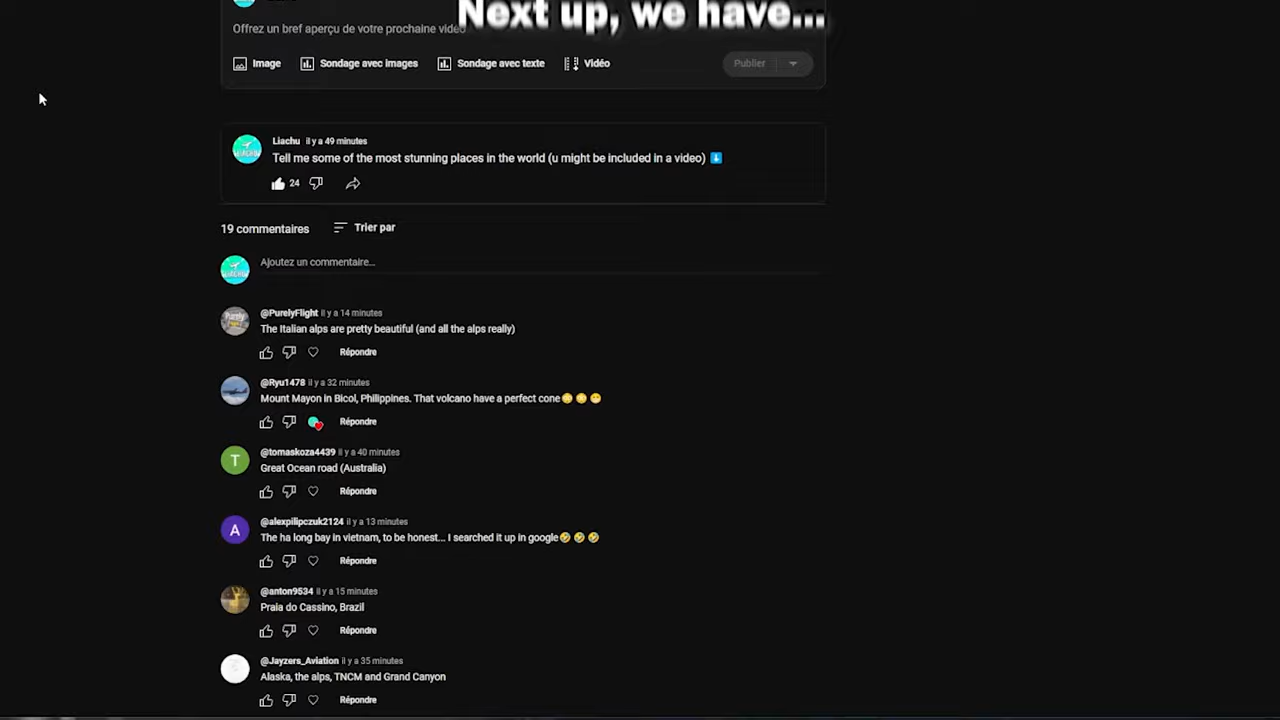 Next up, we have...
Offrez un bref aperçu de votre prochaine vidéo
Image Sondage avec images Sondage avec texte Vidéo Publier
Liachu il y a 49 minutes
Tell me some of the most stunning places in the world (u might be included in a video) ⬇️
24
19 commentaires Trier par
LIACHU Ajoutez un commentaire...
@PurelyFlight il y a 14 minutes
The Italian alps are pretty beautiful (and all the alps really)
Répondre
@Ryu1478 il y a 32 minutes
Mount Mayon in Bicol, Philippines. That volcano have a perfect cone😳😳😁
Répondre
T @tomaskoza4439 il y a 40 minutes
Great Ocean road (Australia)
Répondre
A @alexpilipczuk2124 il y a 13 minutes
The ha long bay in vietnam, to be honest... I searched it up in google🤣🤣🤣
Répondre
@anton9534 il y a 15 minutes
Praia do Cassino, Brazil
Répondre
@Jayzers_Aviation il y a 35 minutes
Alaska, the alps, TNCM and Grand Canyon
Répondre